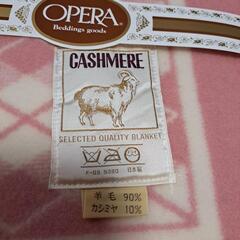 OPERA
Beddings goods
CASHMERE
SELECTED QUALITY BLANKET
日本製
羊毛 90%
カシミヤ 10%